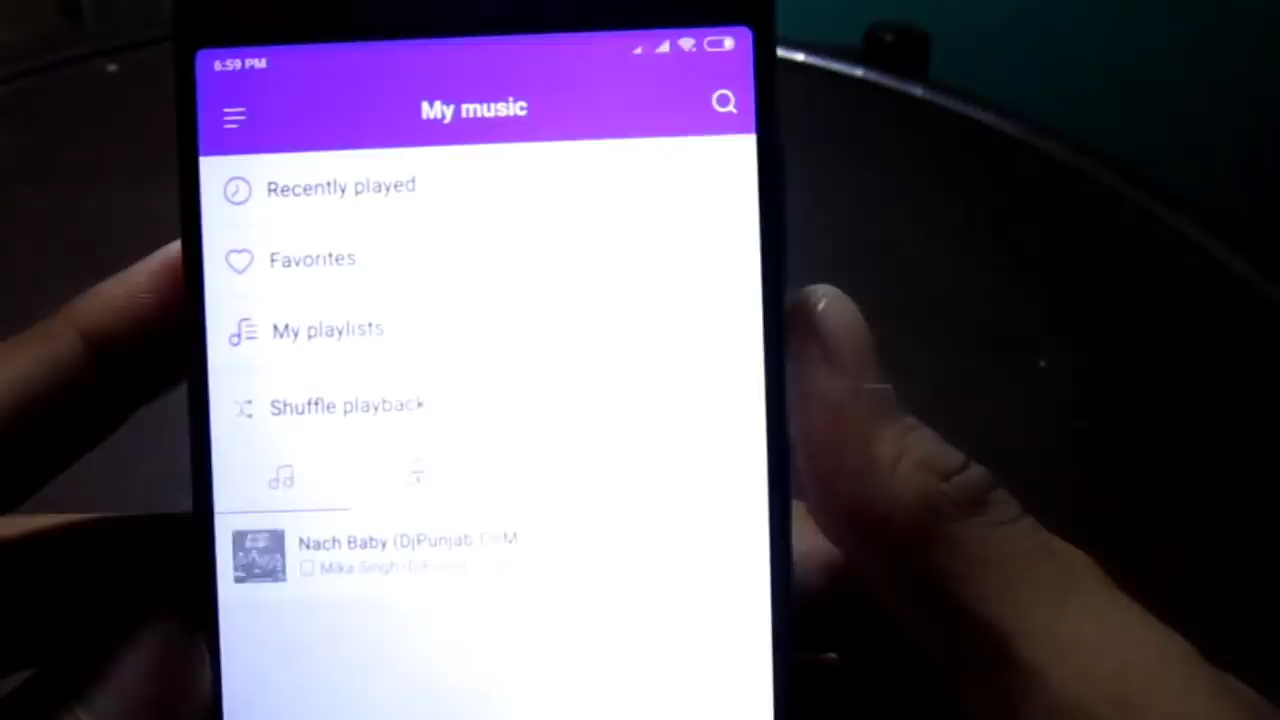 6:59 PM
My music
Recently played
Favorites
My playlists
Shuffle playback
Nach Baby (DjPunjab
Mika Singh